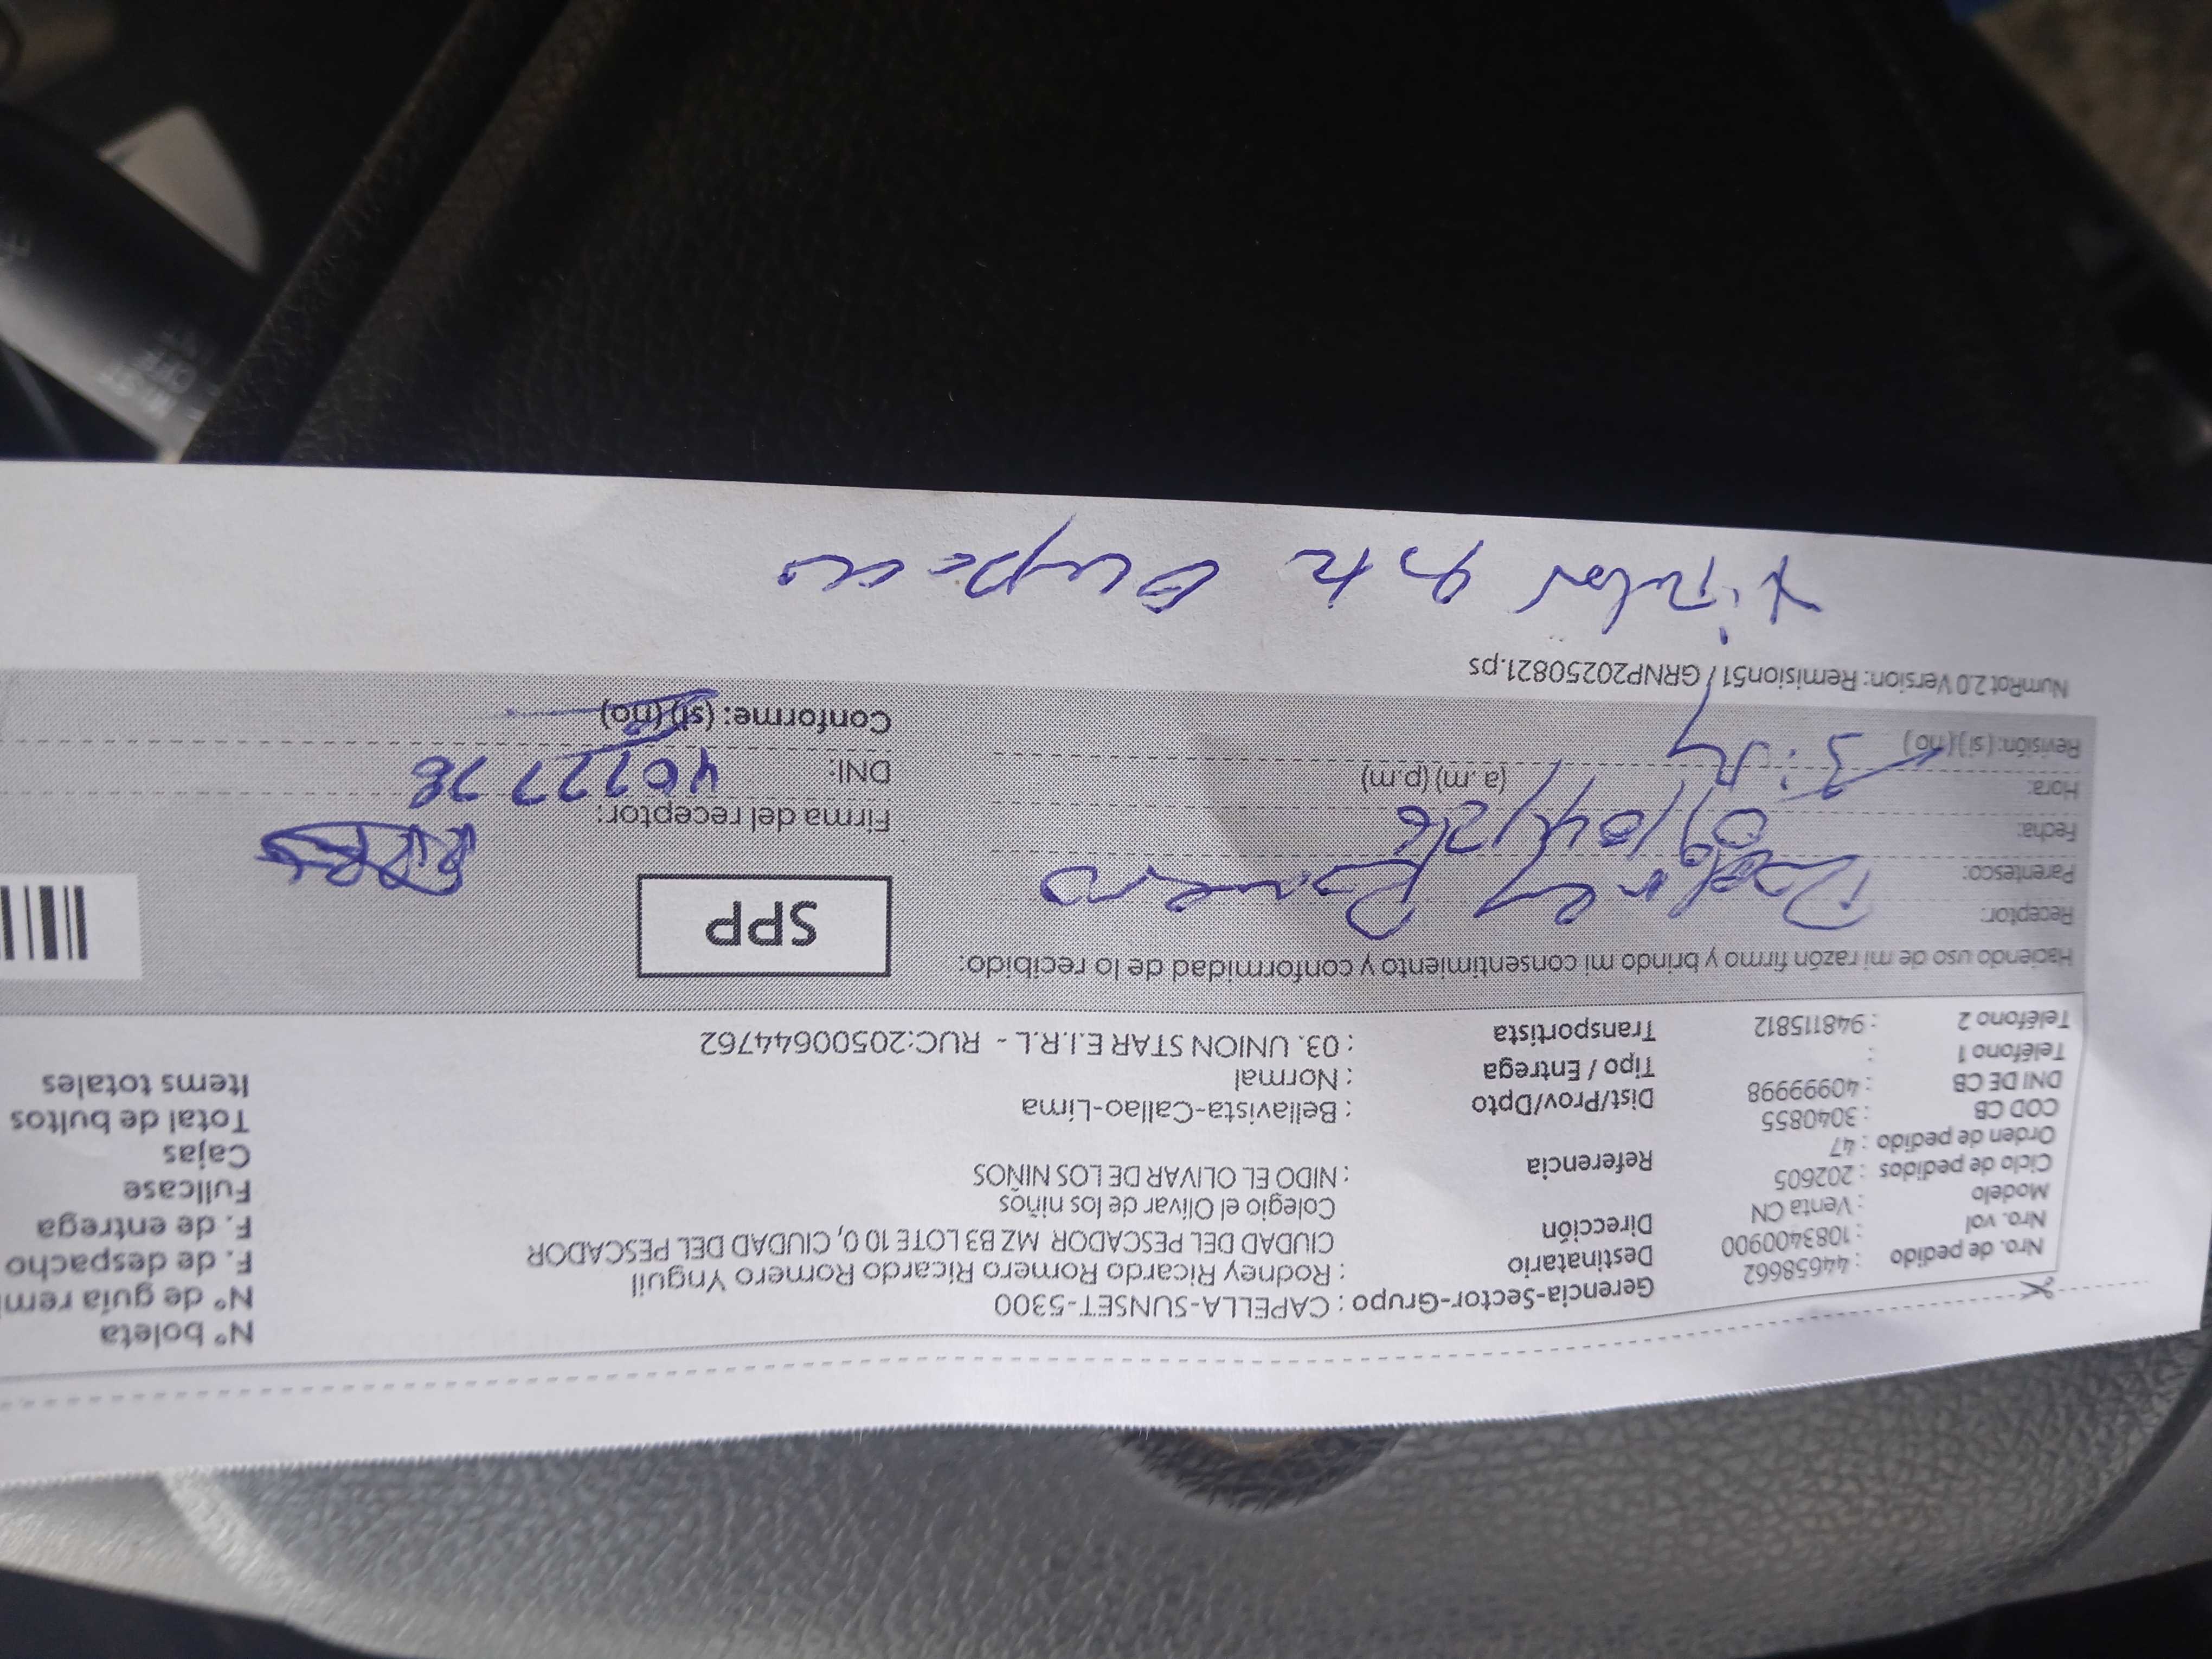 Nro. de pedido : 44658662
Nro. vol : 1083400900
Modelo : Venta CN
Ciclo de pedidos : 202605
Orden de pedido : 47
COD CB : 3040855
DNI DE CB : 40999998
Teléfono 1 :
Teléfono 2 : 948115812
Gerencia-Sector-Grupo : CAPELLA-SUNSET-5300
Destinatario : Rodney Ricardo Romero Ricardo Romero Ynguil
Dirección CIUDAD DEL PESCADOR MZ B3 LOTE 10 0, CIUDAD DEL PESCADOR
Colegio el Olivar de los niños
Referencia : NIDO EL OLIVAR DE LOS NIÑOS
Dist/Prov/Dpto : Bellavista-Callao-Lima
Tipo / Entrega : Normal
Transportista : 03. UNION STAR E.I.R.L - RUC:20500644762
N° boleta
N° de guía remi
F. de despacho
F. de entrega
Fullcase
Cajas
Total de bultos
Items totales
Haciendo uso de mi razón firmo y brindo mi consentimiento y conformidad de lo recibido:
Receptor: Rodney Romero
Parentesco:
Fecha: 09/04/26
Hora: (a.m) (p.m)
Revisión: (si) (no)
SPP
Firma del receptor:
DNI: 40727778
Conforme: (si) (no)
NumRot 2.0 Version: Remision51 / GRNP20250821.ps